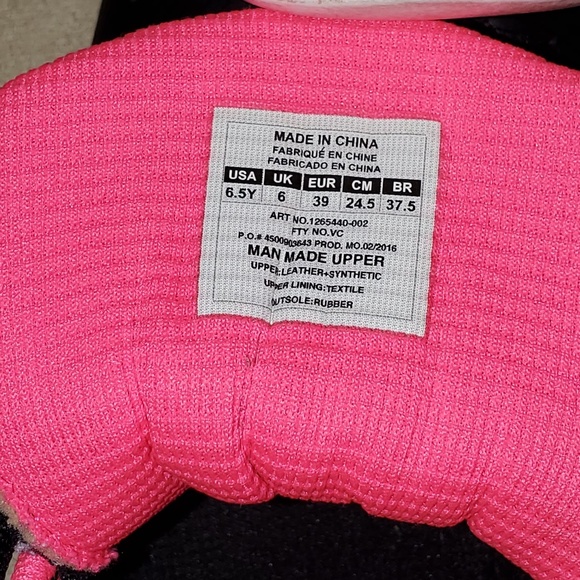 MADE IN CHINA
FABRIQUÉ EN CHINE
FABRICADO EN CHINA
USA UK EUR CM BR
6.5Y 6 39 24.5 37.5
ART NO.1265440-002
FTY NO.VC
P.O.# 4500903643 PROD. MO.02/2016
MAN MADE UPPER
UPPER:LEATHER+SYNTHETIC
UPPER LINING:TEXTILE
OUTSOLE:RUBBER